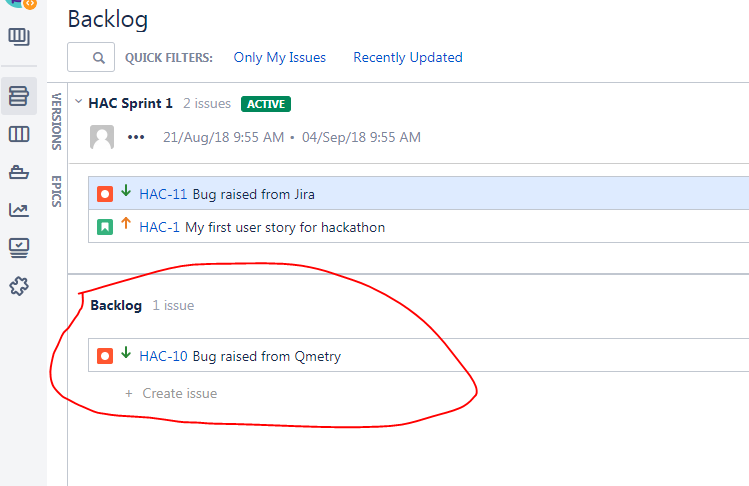 Backlog
QUICK FILTERS: Only My Issues Recently Updated
VERSIONS
EPICS
HAC Sprint 1 2 issues ACTIVE
21/Aug/18 9:55 AM • 04/Sep/18 9:55 AM
HAC-11 Bug raised from Jira
HAC-1 My first user story for hackathon
Backlog 1 issue
HAC-10 Bug raised from Qmetry
+ Create issue